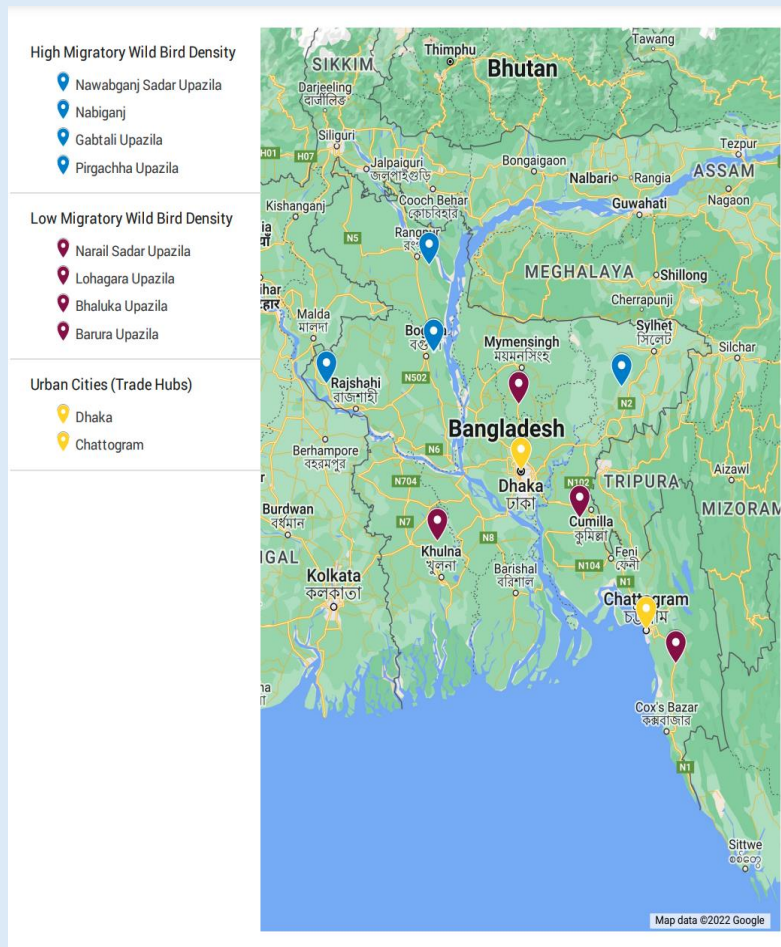 High Migratory Wild Bird Density
Nawabganj Sadar Upazila
Nabiganj
Gabtali Upazila
Pirgachha Upazila
Low Migratory Wild Bird Density
Narail Sadar Upazila
Lohagara Upazila
Bhaluka Upazila
Barura Upazila
Urban Cities (Trade Hubs)
Dhaka
Chattogram
Tawang
Thimphu
SIKKIM
Bhutan
Darjeeling
দার্জিলিঙ
Siliguri
Tezpur
H01
H07
Jalpaiguri
জলপাইগুড়ি
Bongaigaon
ASSAM
Nalbari
Rangia
Nagaon
Kishanganj
Cooch Behar
কোচবিহার
Guwahati
N5
MEGHALAYA
Shillong
Cherrapunji
Malda
মালদা
Sylhet
সিলেট
Mymensingh
ময়মনসিংহ
Silchar
N502
Rajshahi
রাজশাহী
N2
Bangladesh
Berhampore
বহরমপুর
N6
Dhaka
ঢাকা
N704
N102
TRIPURA
Aizawl
MIZORAM
Burdwan
বর্ধমান
N7
N8
Cumilla
কুমিল্লা
Khulna
খুলনা
Barishal
বরিশাল
Feni
ফেনী
N104
N1
Kolkata
কলকাতা
Chattogram
Cox's Bazar
কক্সবাজার
N1
Sittwe
Map data ©2022 Google